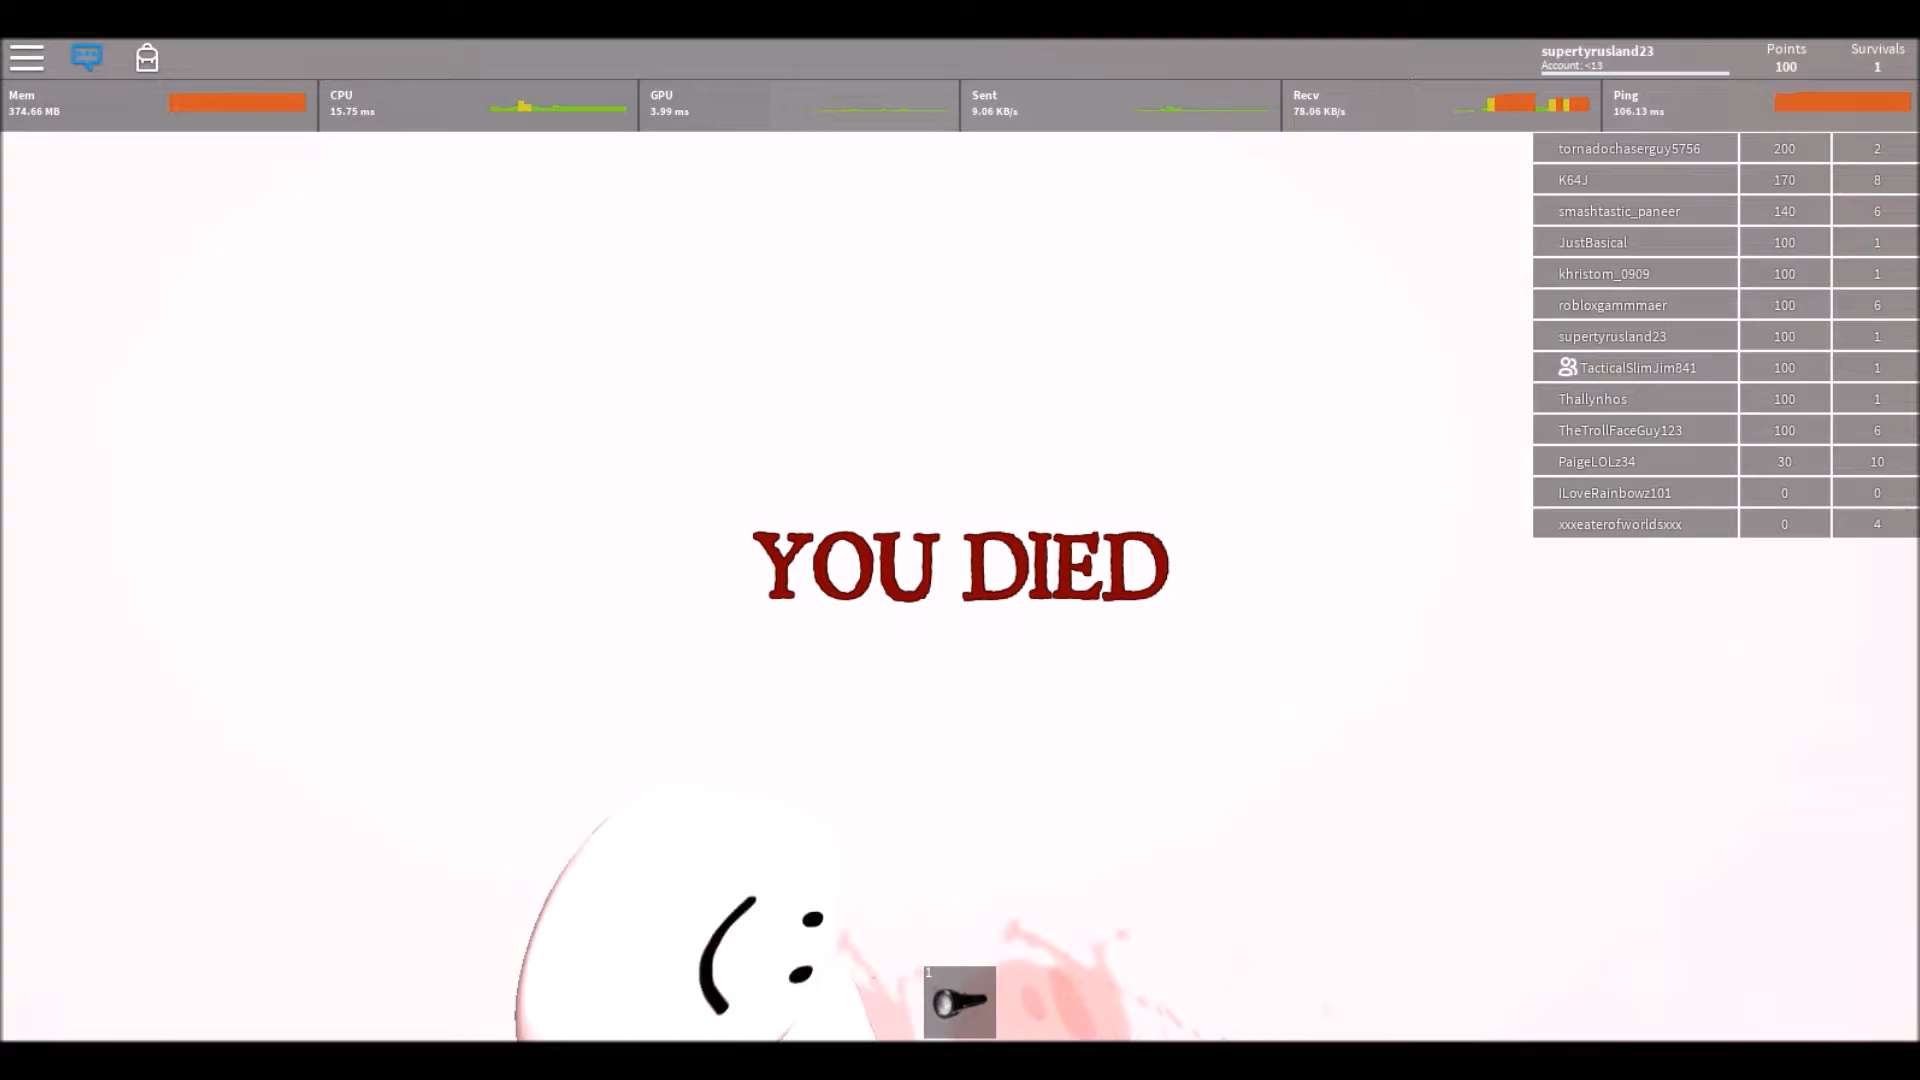 supertyrusland23
Account: <13
Points
100
Survivals
1
Mem
374.66 MB
CPU
15.75 ms
GPU
3.99 ms
Sent
9.06 KB/s
Recv
78.06 KB/s
Ping
106.13 ms
tornadochaserguy5756 200 2
K64J 170 8
smashtastic_paneer 140 6
JustBasical 100 1
khristom_0909 100 1
robloxgammmaer 100 6
supertyrusland23 100 1
TacticalSlimJim841 100 1
Thallynhos 100 1
TheTrollFaceGuy123 100 6
PaigeLOLz34 30 10
ILoveRainbowz101 0 0
xxxeaterofworldsxxx 0 4
YOU DIED
1